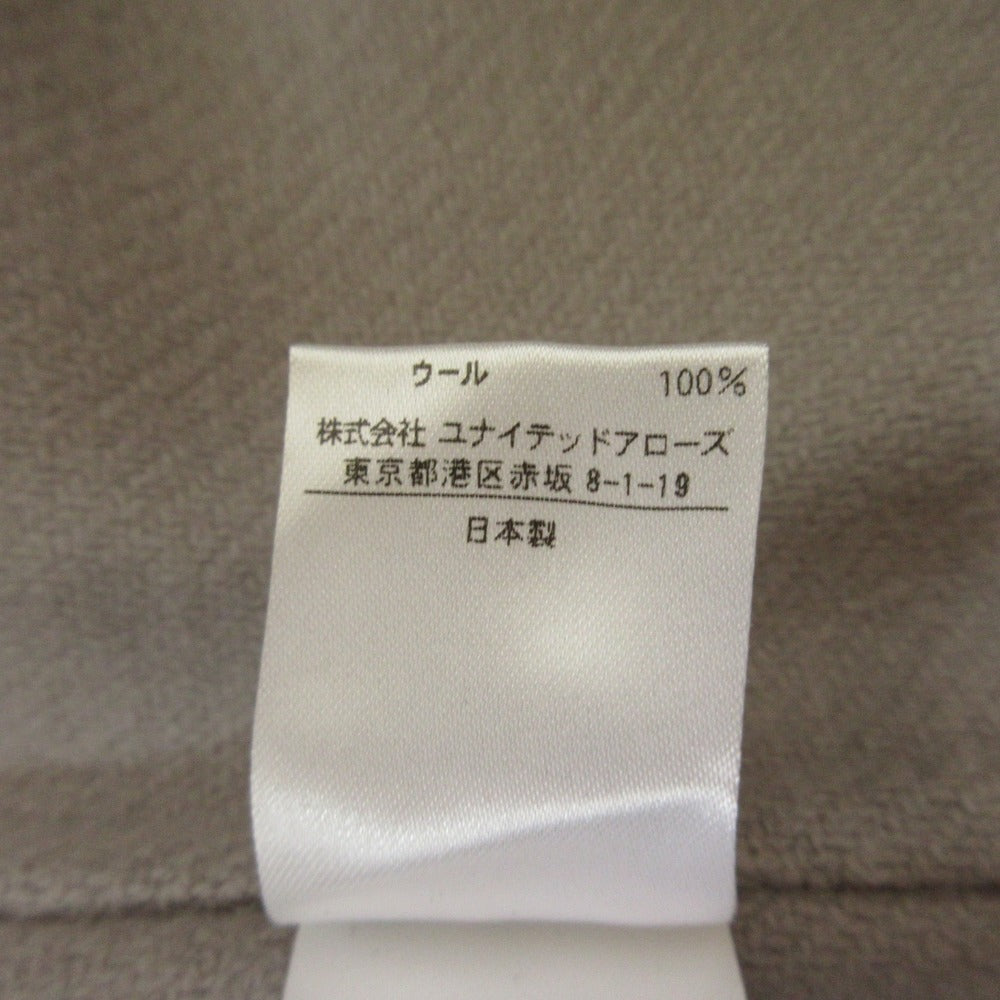 ウール 100%
株式会社 ユナイテッドアローズ
東京都港区赤坂 8-1-19
日本製